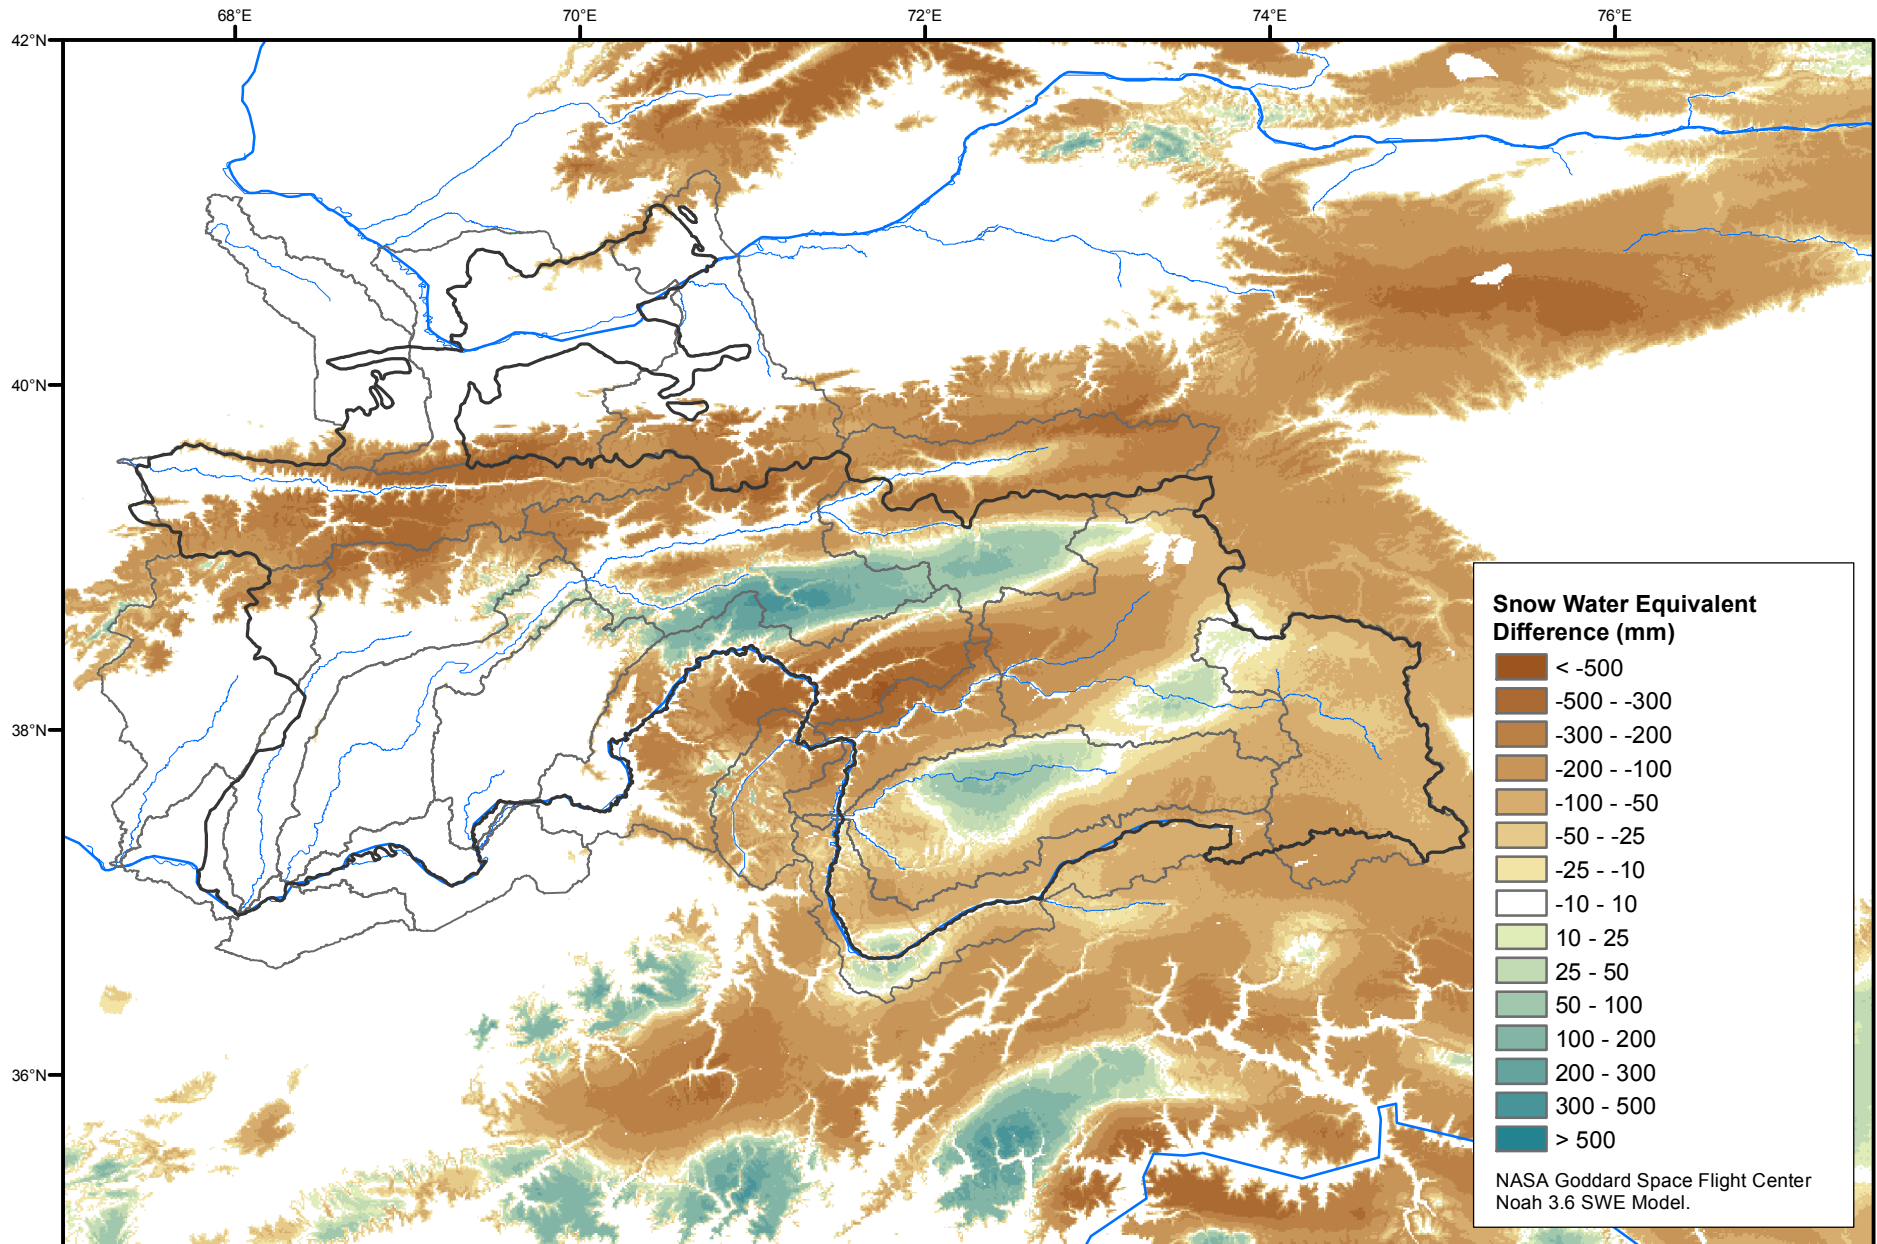 68°E 70°E 72°E 74°E 76°E
42°N
40°N
38°N
36°N
Snow Water Equivalent
Difference (mm)
< -500
-500 - -300
-300 - -200
-200 - -100
-100 - -50
-50 - -25
-25 - -10
-10 - 10
10 - 25
25 - 50
50 - 100
100 - 200
200 - 300
300 - 500
> 500
NASA Goddard Space Flight Center
Noah 3.6 SWE Model.